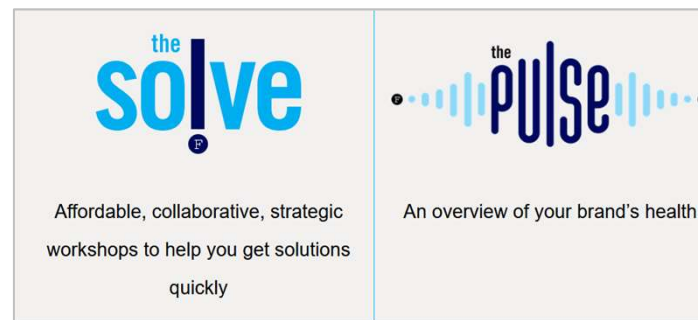 the
solve
F
Affordable, collaborative, strategic
workshops to help you get solutions
quickly
the
F
PULSE
An overview of your brand’s health